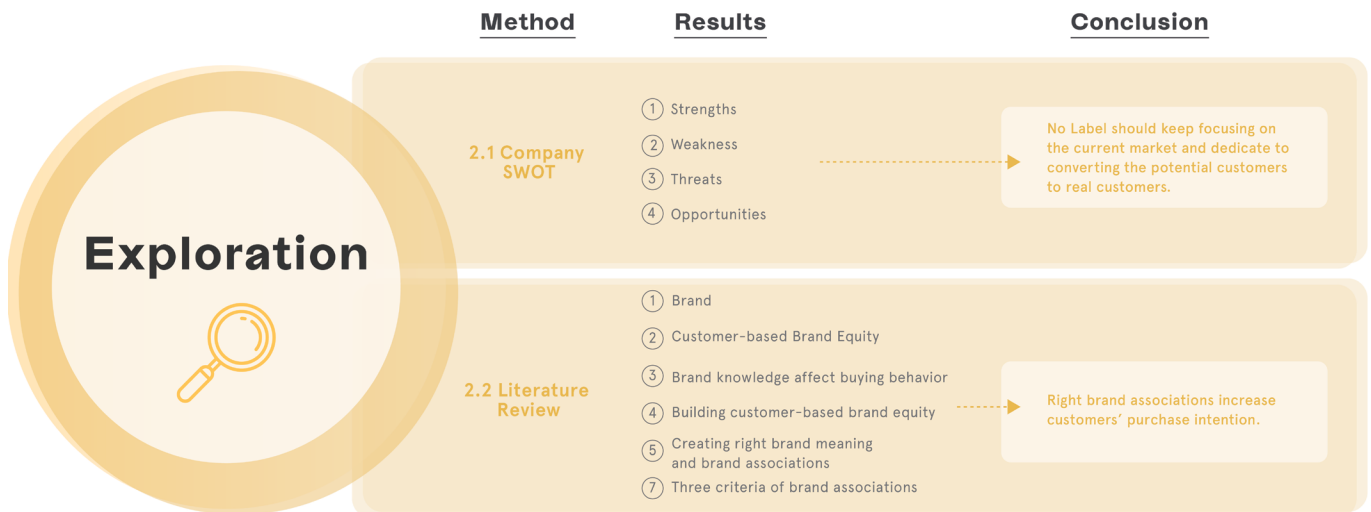 Method Results Conclusion
Exploration
2.1 Company
SWOT
1 Strengths
2 Weakness
3 Threats
4 Opportunities
No Label should keep focusing on
the current market and dedicate to
converting the potential customers
to real customers.
2.2 Literature
Review
1 Brand
2 Customer-based Brand Equity
3 Brand knowledge affect buying behavior
4 Building customer-based brand equity
5 Creating right brand meaning
and brand associations
7 Three criteria of brand associations
Right brand associations increase
customers’ purchase intention.